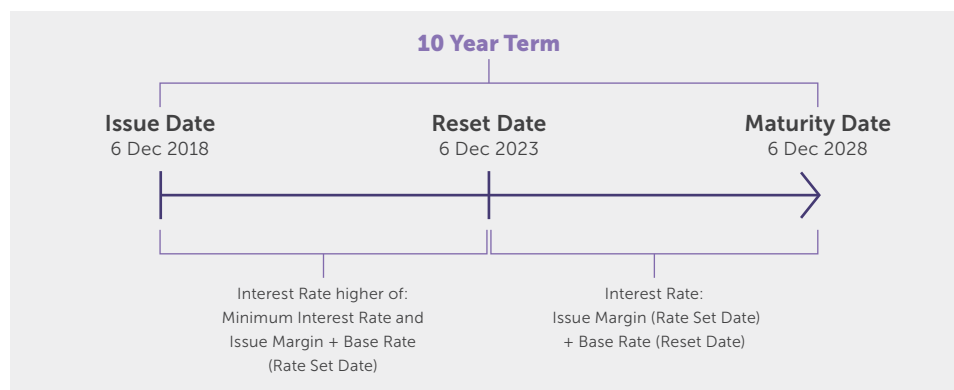 10 Year Term
Issue Date
6 Dec 2018
Reset Date
6 Dec 2023
Maturity Date
6 Dec 2028
Interest Rate higher of:
Minimum Interest Rate and
Issue Margin + Base Rate
(Rate Set Date)
Interest Rate:
Issue Margin (Rate Set Date)
+ Base Rate (Reset Date)